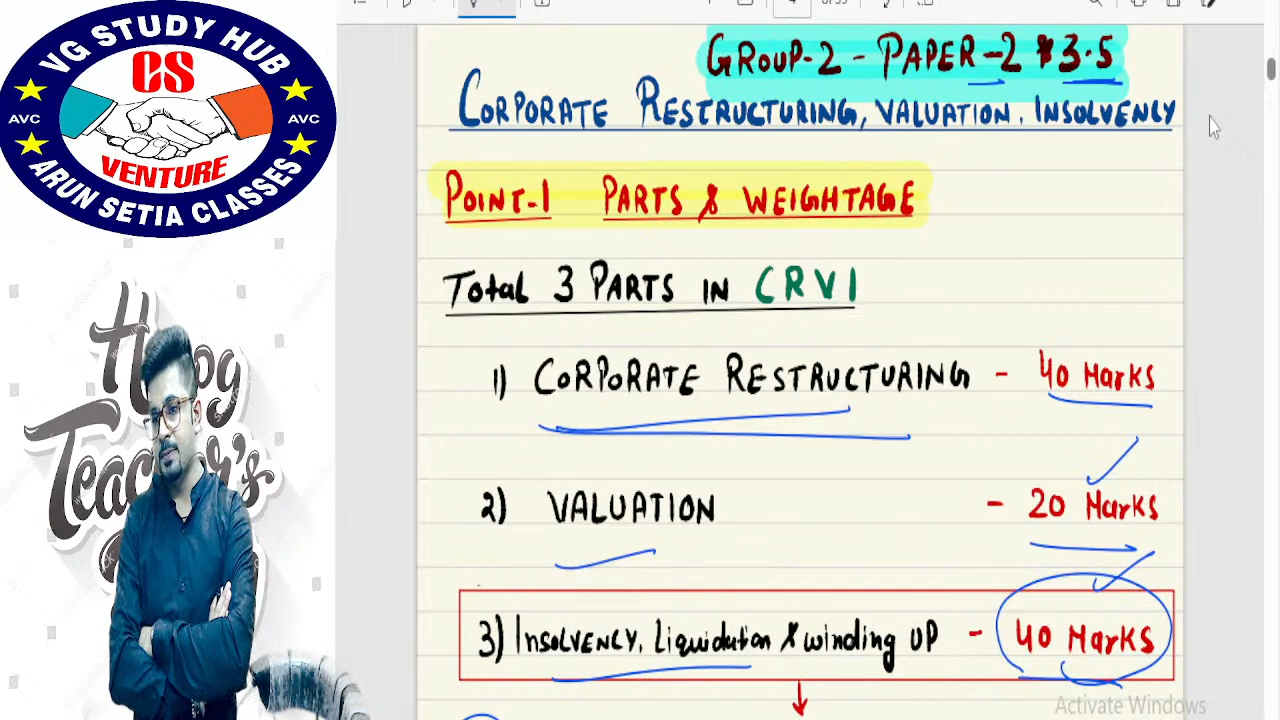 VG STUDY HUB
CS
AVC
AVC
VENTURE
ARUN SETIA CLASSES
GROUP-2 - PAPER-2 * 3.5
CORPORATE RESTRUCTURING, VALUATION. INSOLVENCY
POINT-1 PARTS & WEIGHTAGE
Total 3 PARTS IN CRVI
1) CORPORATE RESTRUCTURING - 40 Marks
2) VALUATION - 20 Marks
3) Insolvency, Liquidation & winding UP - 40 Marks
Teacher's
Activate Windows